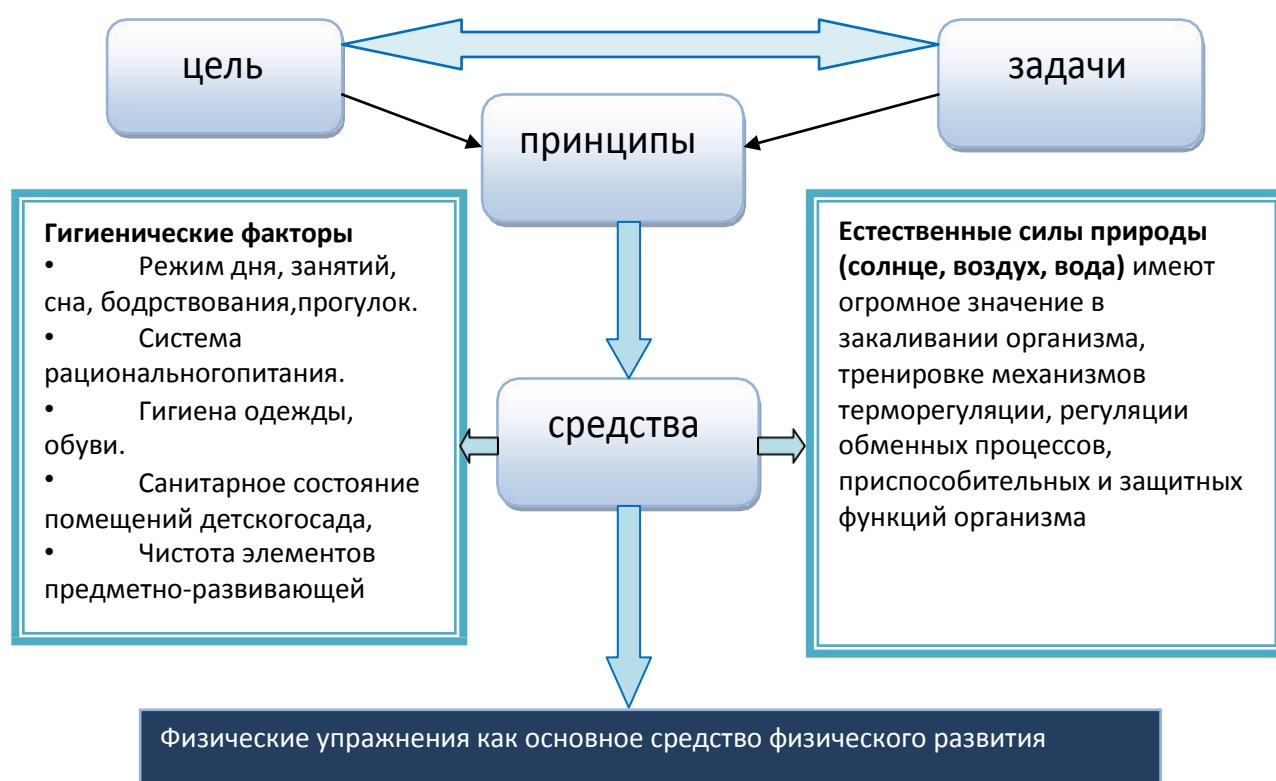 цель
задачи
принципы
Гигиенические факторы
• Режим дня, занятий,
сна, бодрствования,прогулок.
• Система
рациональногопитания.
• Гигиена одежды,
обуви.
• Санитарное состояние
помещений детскогосада,
• Чистота элементов
предметно-развивающей
средства
Естественные силы природы
(солнце, воздух, вода) имеют
огромное значение в
закаливании организма,
тренировке механизмов
терморегуляции, регуляции
обменных процессов,
приспособительных и защитных
функций организма
Физические упражнения как основное средство физического развития